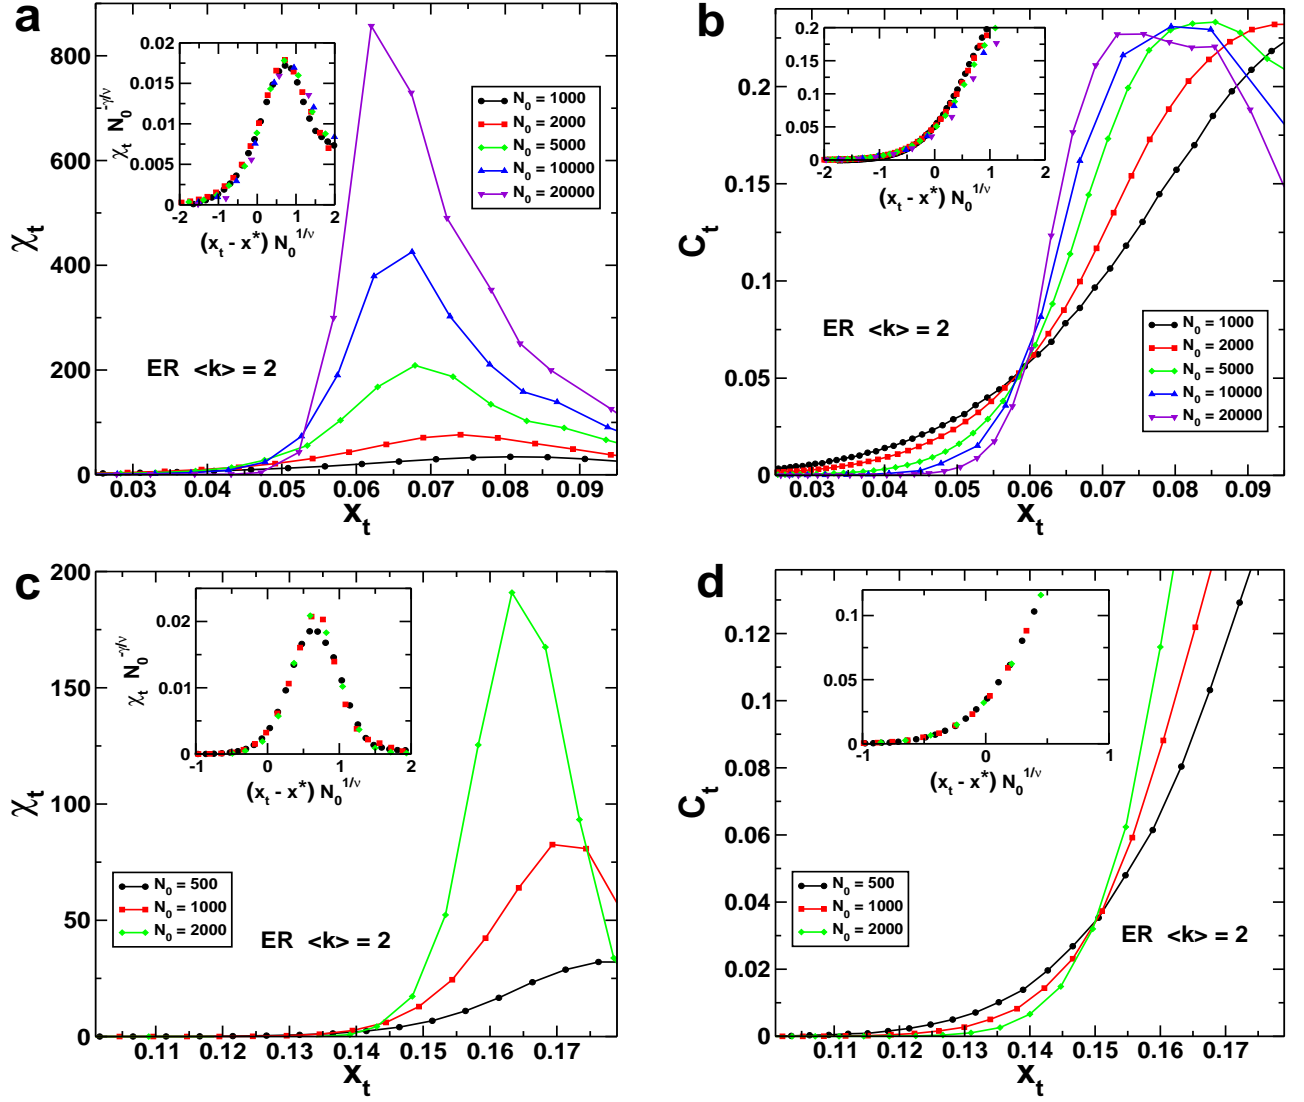 a
χt
800
600
400
200
0
0.03 0.04 0.05 0.06 0.07 0.08 0.09
xt
ER <k> = 2
N0 = 1000
N0 = 2000
N0 = 5000
N0 = 10000
N0 = 20000
χt N0^-γ/ν
0.02
0.015
0.01
0.005
0
-2 -1 0 1 2
(xt - x*) N0^1/ν
b
Ct
0.2
0.15
0.1
0.05
0
0.03 0.04 0.05 0.06 0.07 0.08 0.09
xt
ER <k> = 2
N0 = 1000
N0 = 2000
N0 = 5000
N0 = 10000
N0 = 20000
0.20
0.15
0.10
0.05
0
-2 -1 0 1 2
(xt - x*) N0^1/ν
c
χt
200
150
100
50
0
0.11 0.12 0.13 0.14 0.15 0.16 0.17
xt
N0 = 500
N0 = 1000
N0 = 2000
ER <k> = 2
χt N0^-γ/ν
0.02
0.01
0
-1 0 1 2
(xt - x*) N0^1/ν
d
Ct
0.12
0.1
0.08
0.06
0.04
0.02
0
0.11 0.12 0.13 0.14 0.15 0.16 0.17
xt
N0 = 500
N0 = 1000
N0 = 2000
ER <k> = 2
0.1
0.05
0
-1 0 1
(xt - x*) N0^1/ν